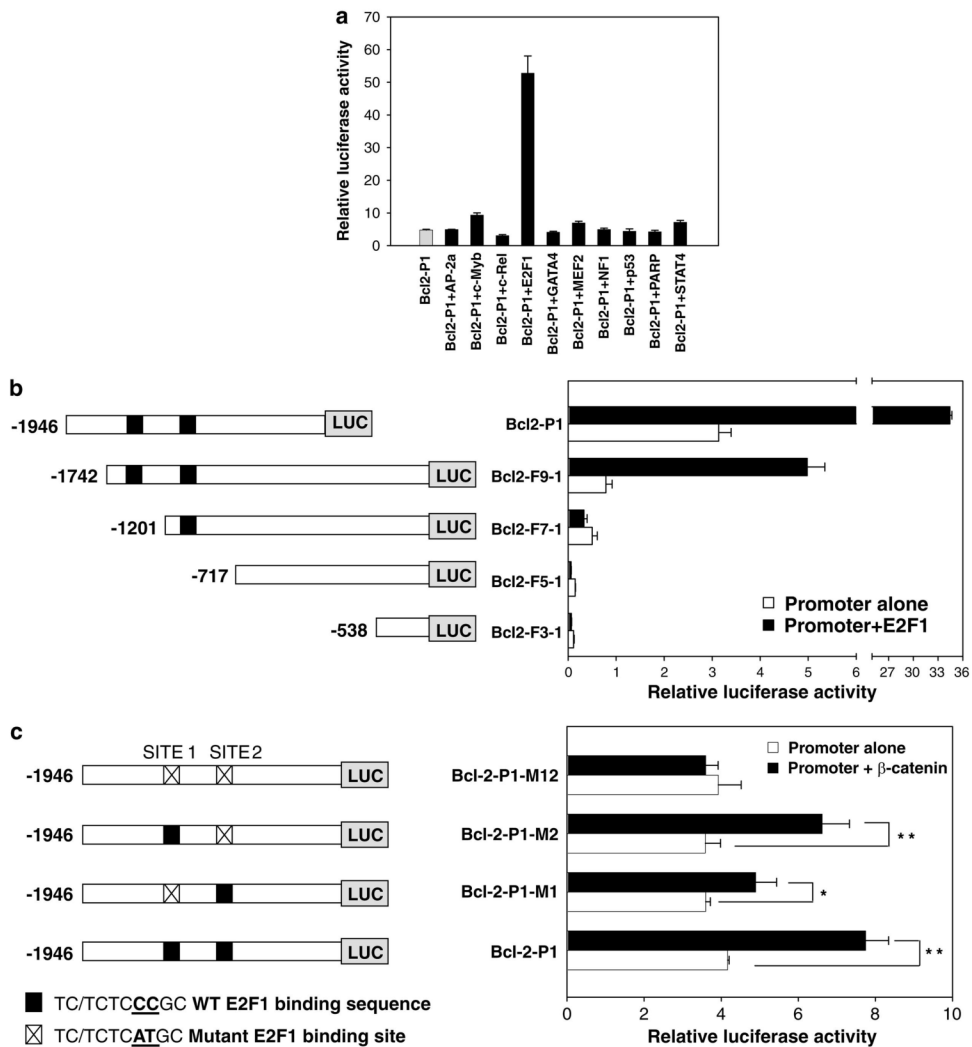 a
Relative luciferase activity
70
60
50
40
30
20
10
0
Bcl2-P1
Bcl2-P1+AP-2a
Bcl2-P1+c-Myb
Bcl2-P1+c-Rel
Bcl2-P1+E2F1
Bcl2-P1+GATA4
Bcl2-P1+MEF2
Bcl2-P1+NF1
Bcl2-P1+p53
Bcl2-P1+PARP
Bcl2-P1+STAT4
b
-1946 LUC
-1742 LUC
-1201 LUC
-717 LUC
-538 LUC
Bcl2-P1
Bcl2-F9-1
Bcl2-F7-1
Bcl2-F5-1
Bcl2-F3-1
Promoter alone
Promoter+E2F1
0 1 2 3 4 5 6 27 30 33 36
Relative luciferase activity
c
SITE 1 SITE 2
-1946 LUC
-1946 LUC
-1946 LUC
-1946 LUC
TC/TCTCCCGC WT E2F1 binding sequence
TC/TCTCATGC Mutant E2F1 binding site
Promoter alone
Promoter + β-catenin
Bcl-2-P1-M12
Bcl-2-P1-M2
Bcl-2-P1-M1
Bcl-2-P1
**
*
**
0 2 4 6 8 10
Relative luciferase activity